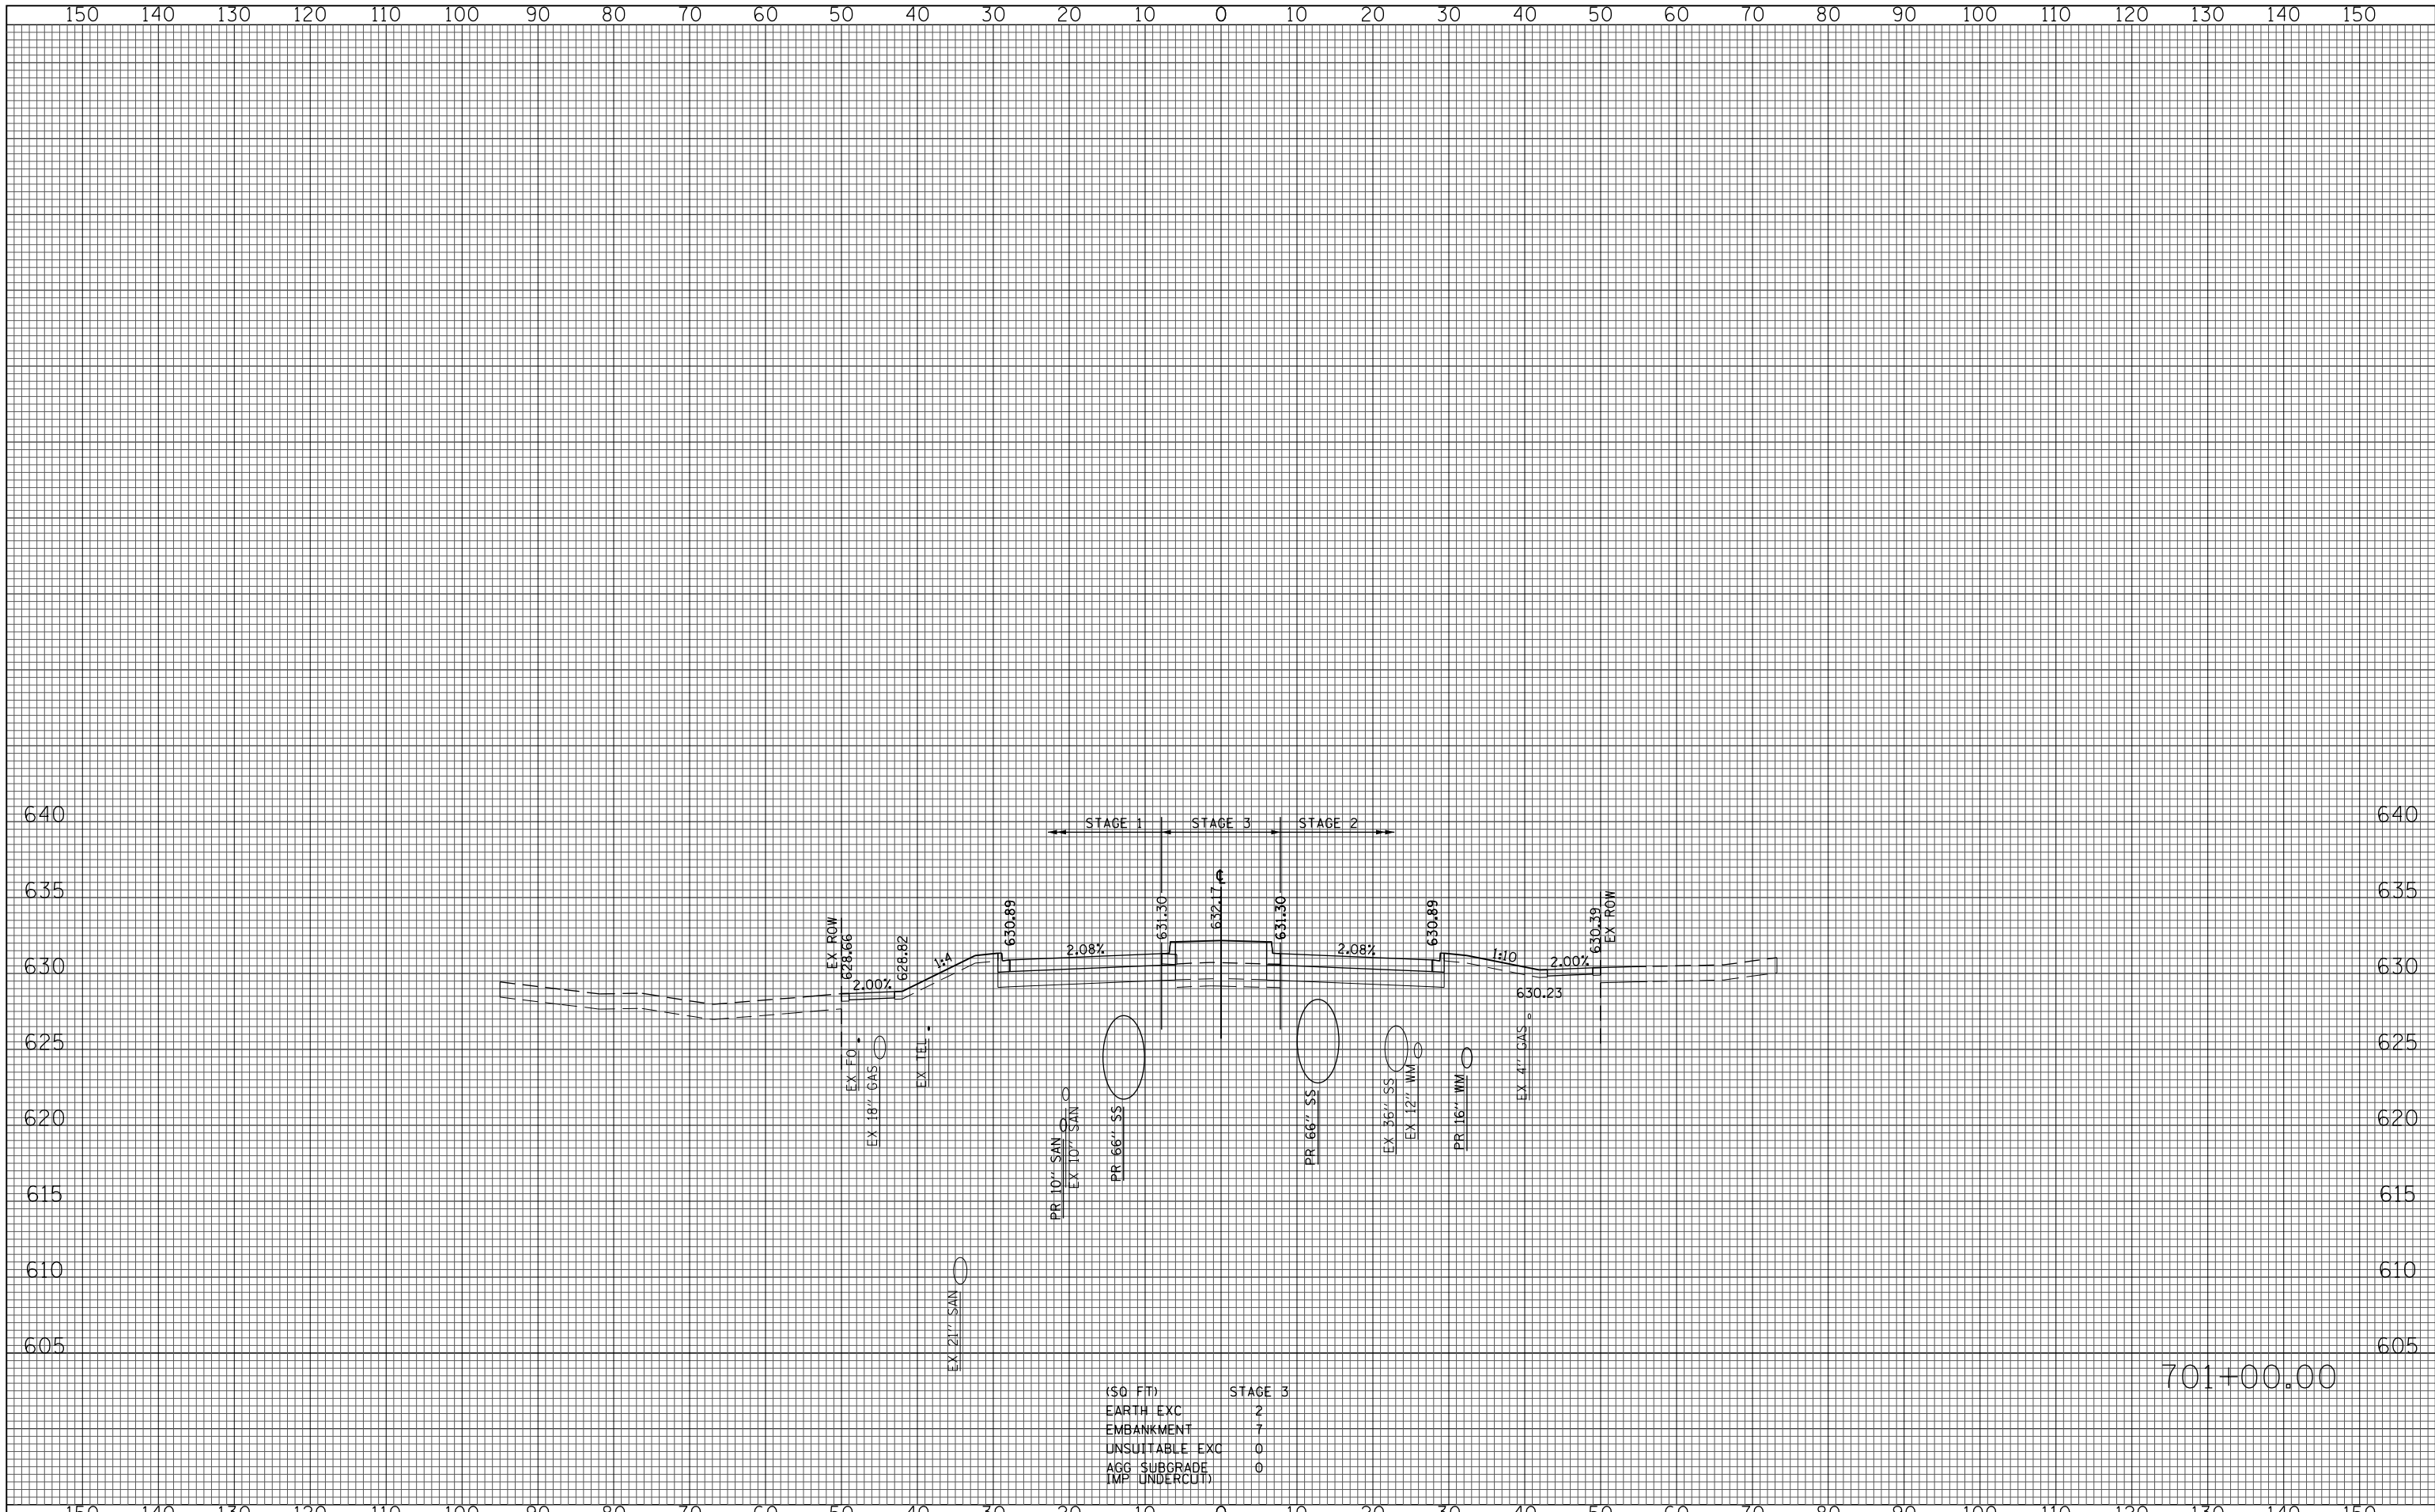 150 140 130 120 110 100 90 80 70 60 50 40 30 20 10 0 10 20 30 40 50 60 70 80 90 100 110 120 130 140 150
640 640
STAGE 1 STAGE 3 STAGE 2
635 635
EX ROW
628.66
628.82
630.89
631.30
632.17
℄
631.30
630.89
630.39
EX ROW
630 630
2.00%
1:4
2.08%
2.08%
1:10
2.00%
630.23
625 625
EX FO
EX 18" GAS
EX TEL
PR 10" SAN
EX 10" SAN
PR 66" SS
PR 66" SS
EX 36" SS
EX 12" WM
PR 16" WM
EX 4" GAS
620 620
615 615
610 610
EX 21" SAN
605 605
701+00.00
(SQ FT) STAGE 3
EARTH EXC 2
EMBANKMENT 7
UNSUITABLE EXC 0
AGG SUBGRADE 0
IMP UNDERCUT)
150 140 130 120 110 100 90 80 70 60 50 40 30 20 10 0 10 20 30 40 50 60 70 80 90 100 110 120 130 140 150